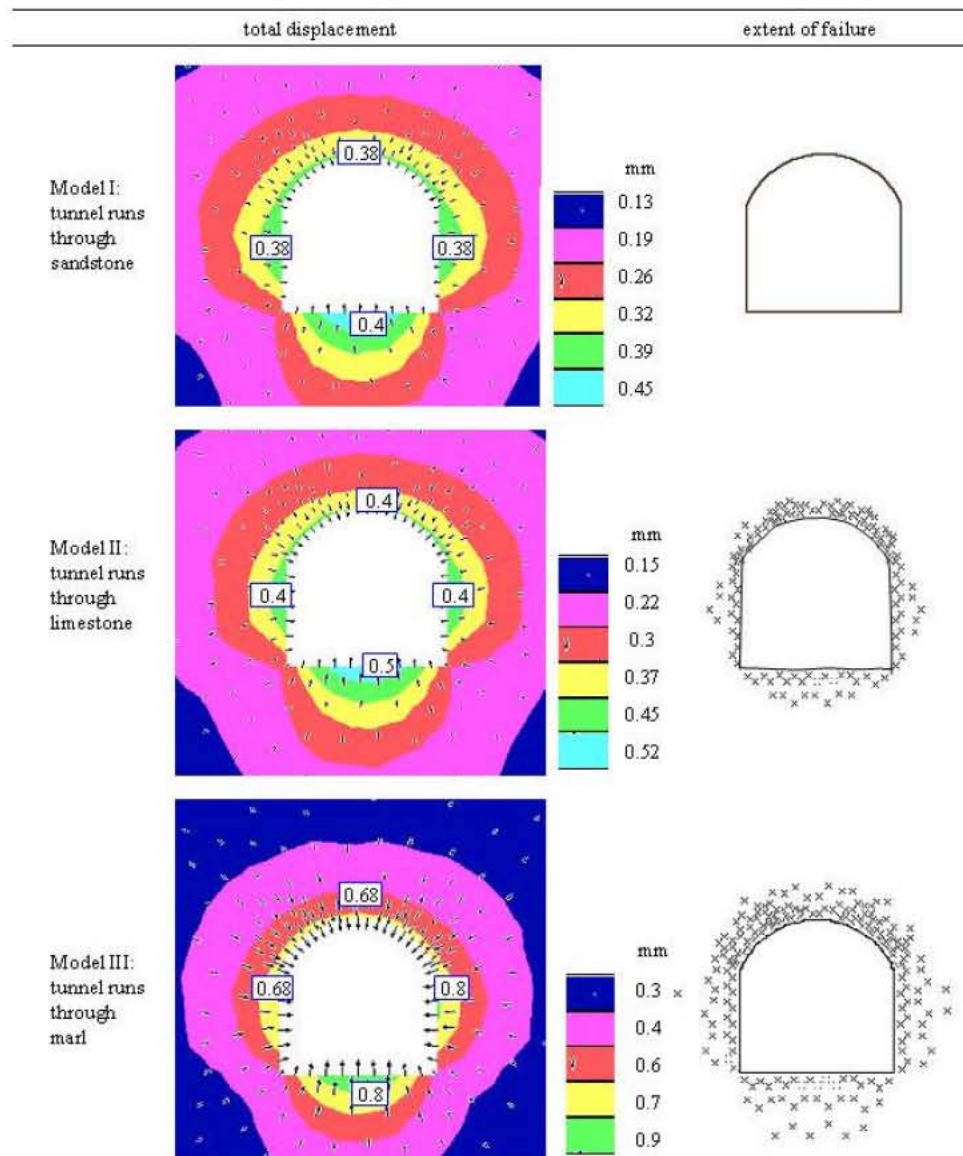 total displacement
extent of failure
Model I:
tunnel runs
through
sandstone
0.38
0.38
0.38
0.4
mm
0.13
0.19
0.26
0.32
0.39
0.45
Model II:
tunnel runs
through
limestone
0.4
0.4
0.4
0.5
mm
0.15
0.22
0.3
0.37
0.45
0.52
Model III:
tunnel runs
through
marl
0.68
0.68
0.8
0.8
mm
0.3
0.4
0.6
0.7
0.9